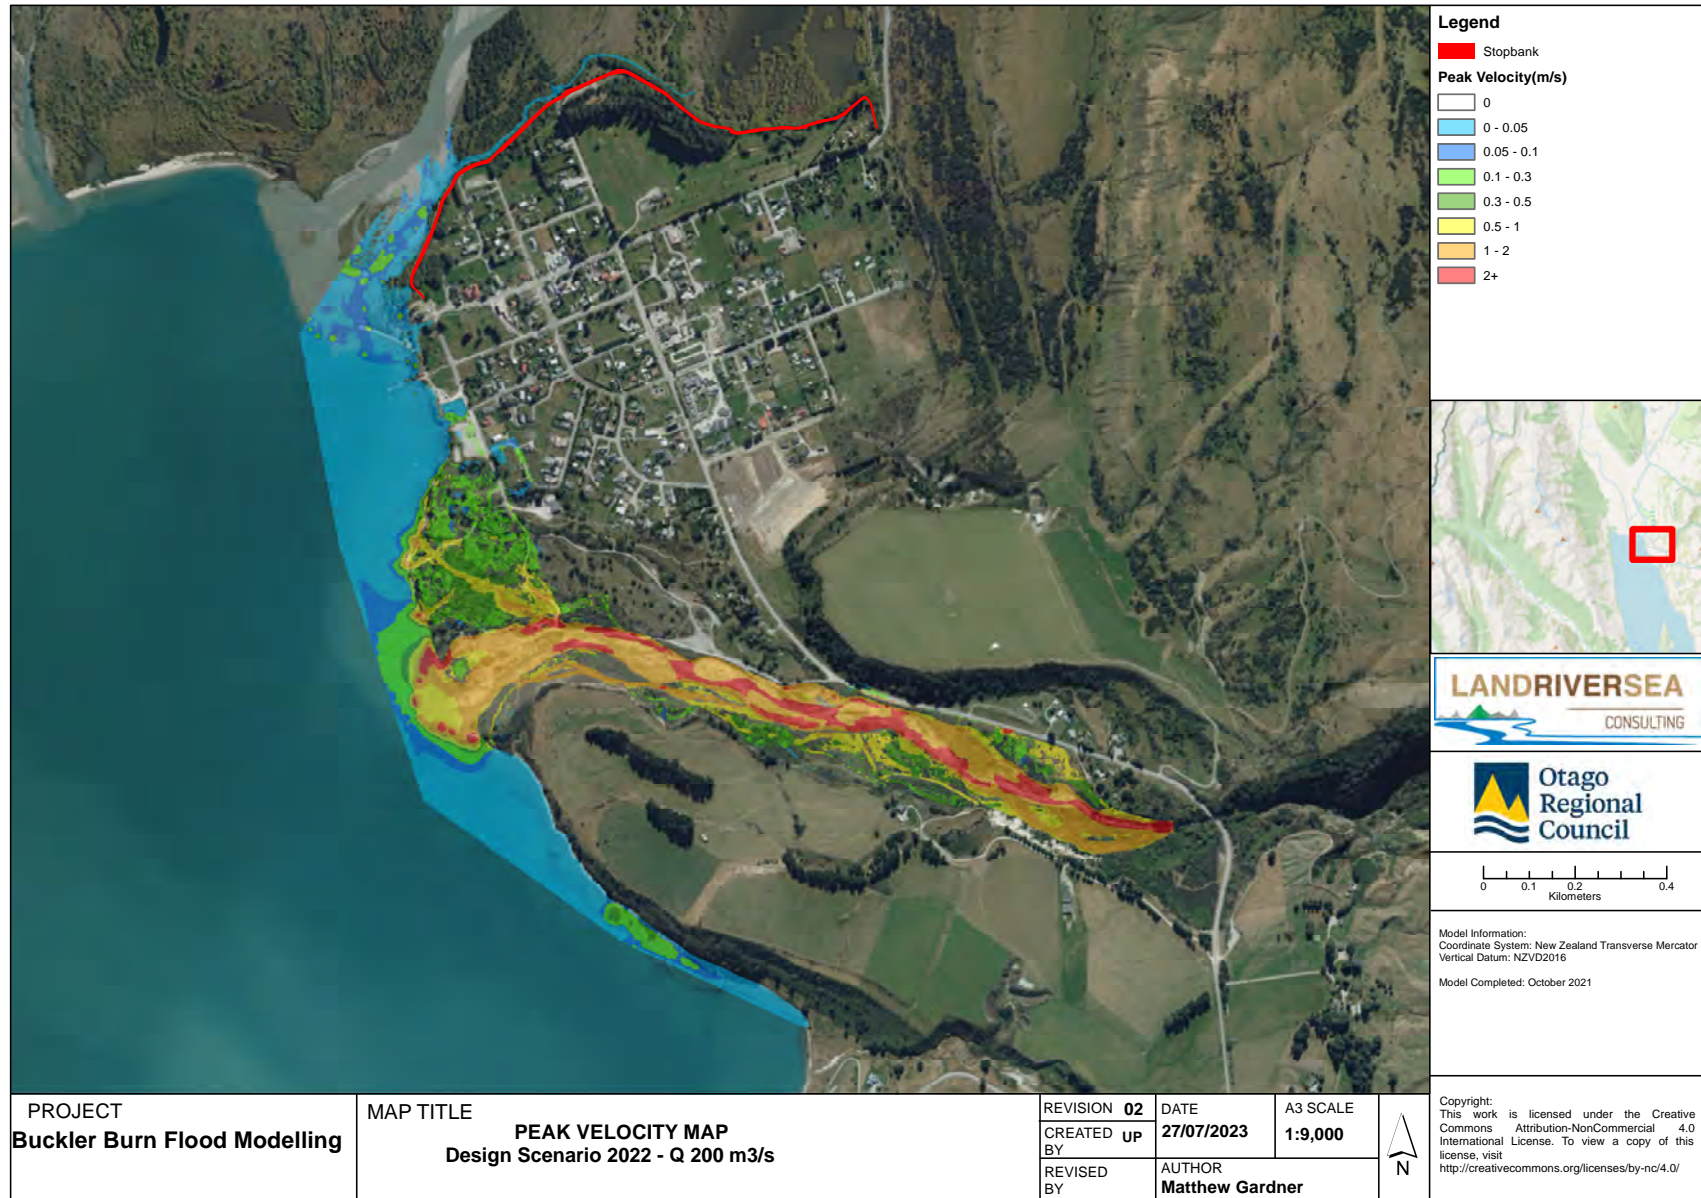 Legend
Stopbank
Peak Velocity(m/s)
0
0 - 0.05
0.05 - 0.1
0.1 - 0.3
0.3 - 0.5
0.5 - 1
1 - 2
2+
LANDRIVERSEA
CONSULTING
Otago
Regional
Council
0 0.1 0.2 0.4
Kilometers
Model Information:
Coordinate System: New Zealand Transverse Mercator
Vertical Datum: NZVD2016
Model Completed: October 2021
Copyright:
This work is licensed under the Creative
Commons Attribution-NonCommercial 4.0
International License. To view a copy of this
license, visit
http://creativecommons.org/licenses/by-nc/4.0/
PROJECT
Buckler Burn Flood Modelling
MAP TITLE
PEAK VELOCITY MAP
Design Scenario 2022 - Q 200 m3/s
REVISION 02
CREATED BY UP
REVISED BY
DATE
27/07/2023
A3 SCALE
1:9,000
AUTHOR
Matthew Gardner
N